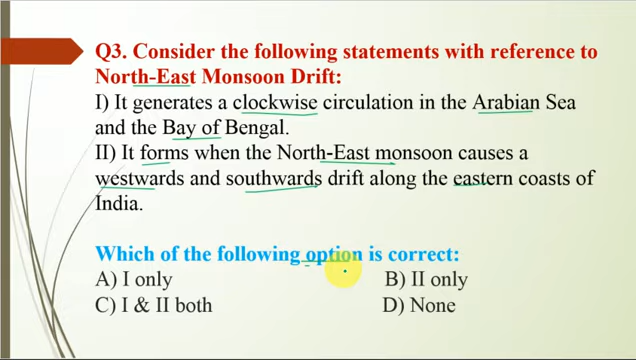 Q3. Consider the following statements with reference to
North-East Monsoon Drift:
I) It generates a clockwise circulation in the Arabian Sea
and the Bay of Bengal.
II) It forms when the North-East monsoon causes a
westwards and southwards drift along the eastern coasts of
India.
Which of the following option is correct:
A) I only B) II only
C) I & II both D) None